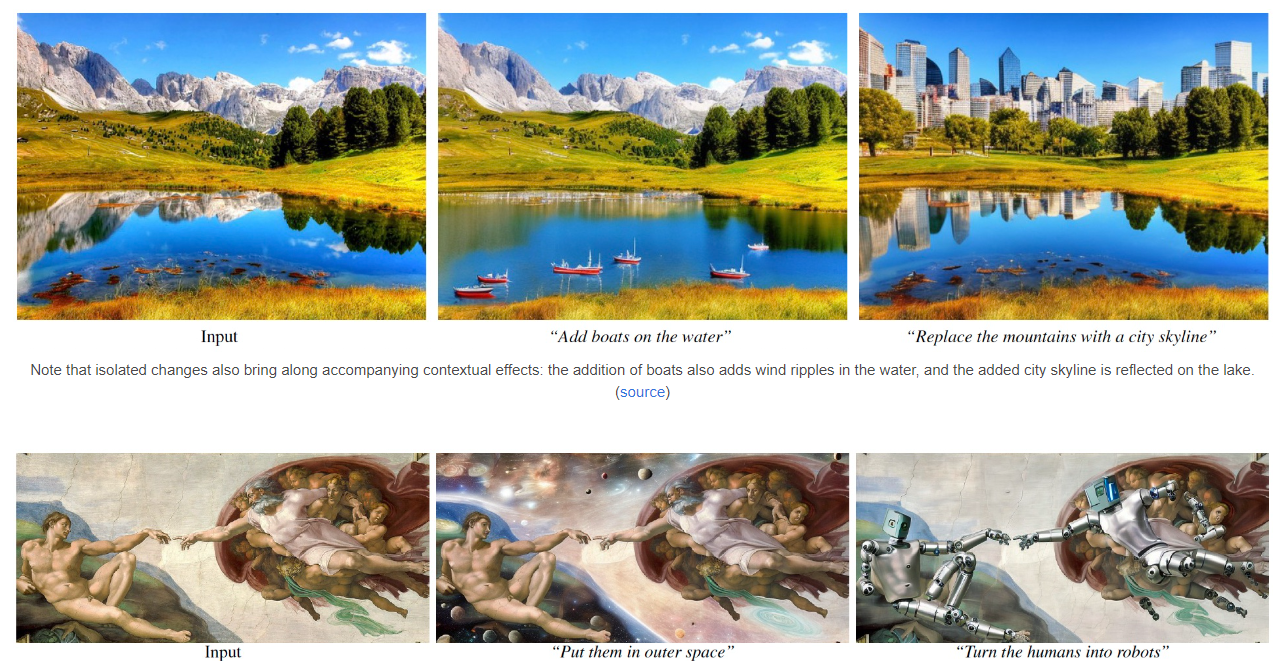 Input
“Add boats on the water”
“Replace the mountains with a city skyline”
Note that isolated changes also bring along accompanying contextual effects: the addition of boats also adds wind ripples in the water, and the added city skyline is reflected on the lake.
(source)
Input
“Put them in outer space”
“Turn the humans into robots”